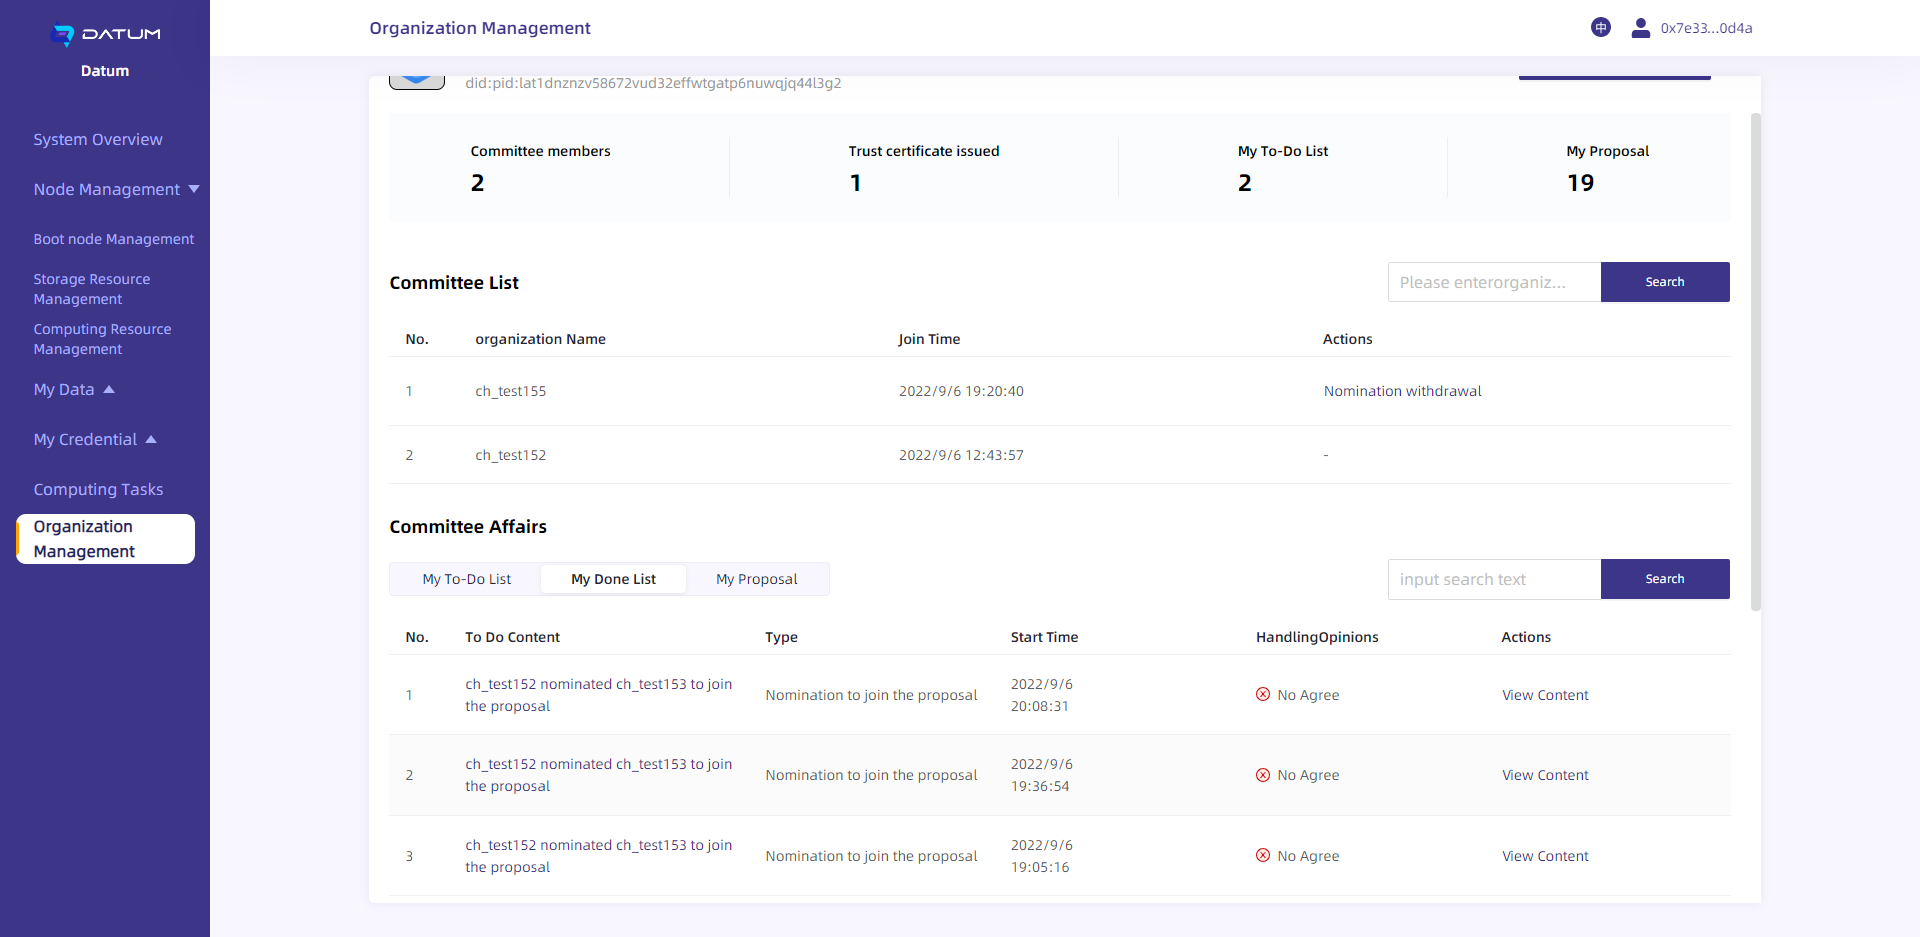 DATUM
Datum
System Overview
Node Management
Boot node Management
Storage Resource
Management
Computing Resource
Management
My Data
My Credential
Computing Tasks
Organization
Management
Organization Management
中
0x7e33...0d4a
did:pid:lat1dnznzv58672vud32effwtgatp6nuwqjq44l3g2
Committee members
2
Trust certificate issued
1
My To-Do List
2
My Proposal
19
Committee List
Please enterorganiz...
Search
No. organization Name Join Time Actions
1 ch_test155 2022/9/6 19:20:40 Nomination withdrawal
2 ch_test152 2022/9/6 12:43:57 -
Committee Affairs
My To-Do List My Done List My Proposal
input search text
Search
No. To Do Content Type Start Time HandlingOpinions Actions
1 ch_test152 nominated ch_test153 to join
the proposal
Nomination to join the proposal
2022/9/6
20:08:31
No Agree
View Content
2 ch_test152 nominated ch_test153 to join
the proposal
Nomination to join the proposal
2022/9/6
19:36:54
No Agree
View Content
3 ch_test152 nominated ch_test153 to join
the proposal
Nomination to join the proposal
2022/9/6
19:05:16
No Agree
View Content